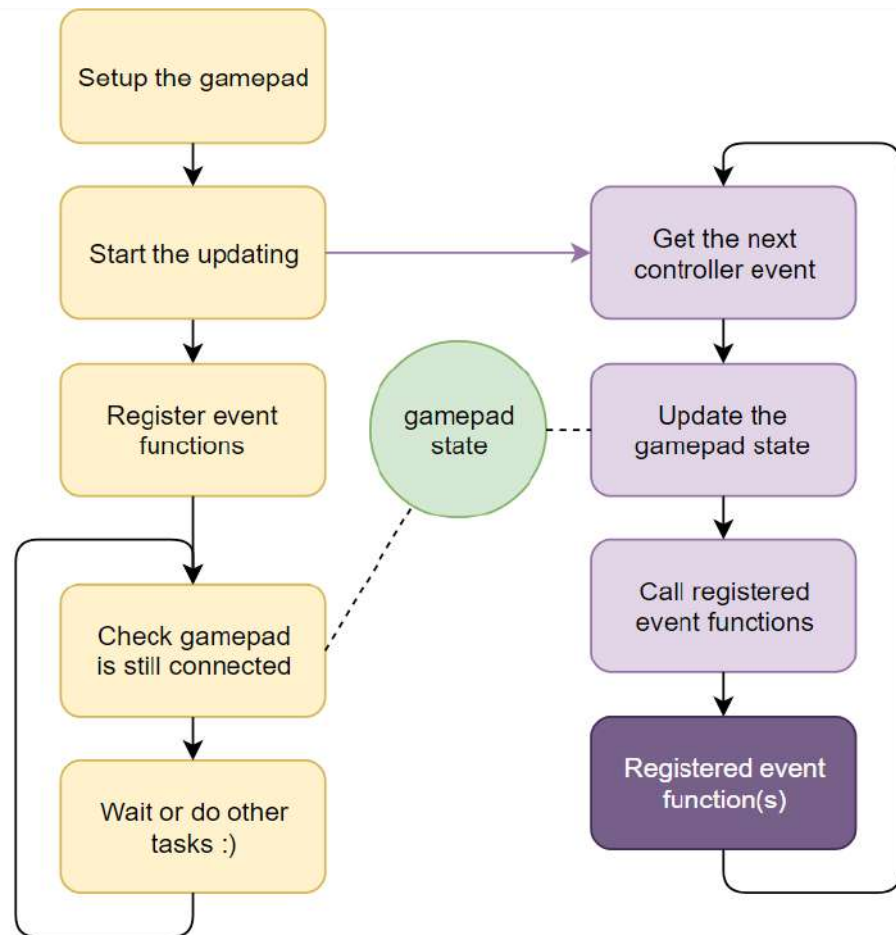 Setup the gamepad
Start the updating
Register event
functions
Check gamepad
is still connected
Wait or do other
tasks :)
gamepad
state
Get the next
controller event
Update the
gamepad state
Call registered
event functions
Registered event
function(s)